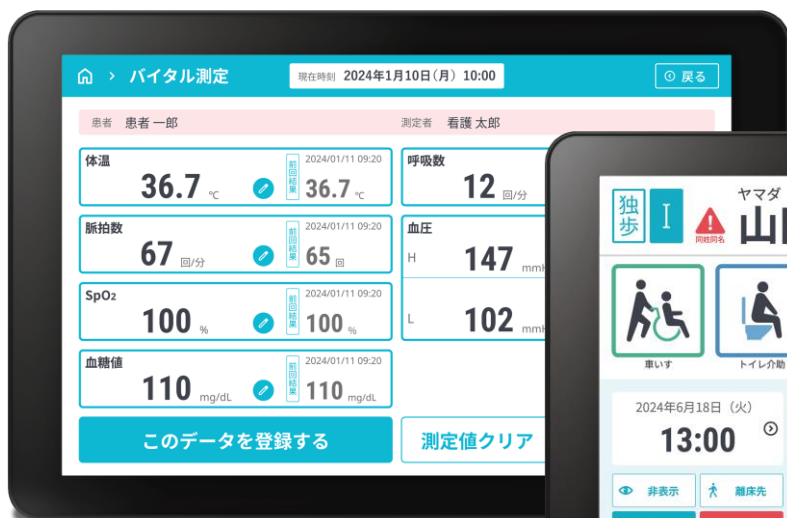 バイタル測定
現在時刻 2024年1月10日(月) 10:00
戻る
患者 患者 一郎
測定者 看護 太郎
体温
36.7 ℃
前回結果
2024/01/11 09:20
36.7 ℃
呼吸数
12 回/分
脈拍数
67 回/分
前回結果
2024/01/11 09:20
65 回
血圧
H 147
L 102
SpO2
100 %
前回結果
2024/01/11 09:20
100 %
血糖値
110 mg/dL
前回結果
2024/01/11 09:20
110 mg/dL
このデータを登録する
測定値クリア
独歩
I
同姓同名
ヤマダ
山
車いす
トイレ介助
2024年6月18日(火)
13:00
非表示
離床先